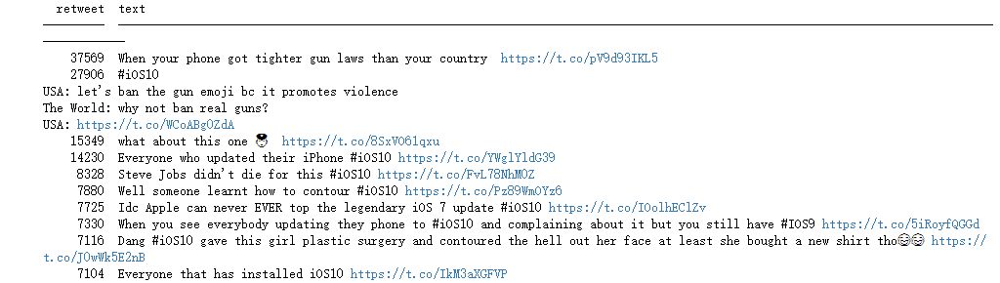 retweet text
37569 When your phone got tighter gun laws than your country https://t.co/pV9d93IKL5
27906 #iOS10
USA: let's ban the gun emoji bc it promotes violence
The World: why not ban real guns?
USA: https://t.co/WCoABgOZdA
15349 what about this one https://t.co/8SxVO6lqxu
14230 Everyone who updated their iPhone #iOS10 https://t.co/YWglYldG39
8328 Steve Jobs didn't die for this #iOS10 https://t.co/FvL78NhMOZ
7880 Well someone learnt how to contour #iOS10 https://t.co/Pz89WmOYz6
7725 Idc Apple can never EVER top the legendary iOS 7 update #iOS10 https://t.co/IOolhEClZv
7330 When you see everybody updating they phone to #iOS10 and complaining about it but you still have #IOS9 https://t.co/5iRoyfQGGd
7116 Dang #iOS10 gave this girl plastic surgery and contoured the hell out her face at least she bought a new shirt tho😂😂 https://
t.co/JOwWk5E2nB
7104 Everyone that has installed iOS10 https://t.co/IkM3aXGFVP